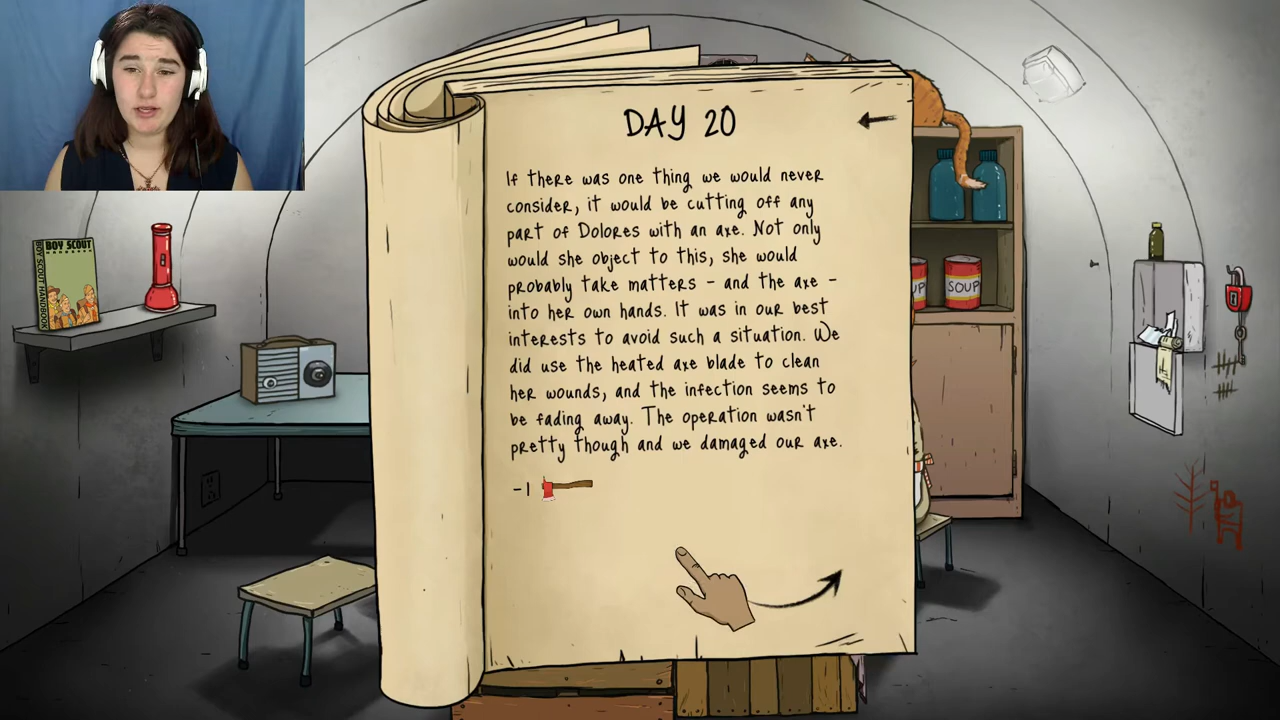 DAY 20
If there was one thing we would never
consider, it would be cutting off any
part of Dolores with an axe. Not only
would she object to this, she would
probably take matters - and the axe -
into her own hands. It was in our best
interests to avoid such a situation. We
did use the heated axe blade to clean
her wounds, and the infection seems to
be fading away. The operation wasn't
pretty though and we damaged our axe.
-1
BOY SCOUT
BOY SCOUT HANDBOOK
UP
SOUP